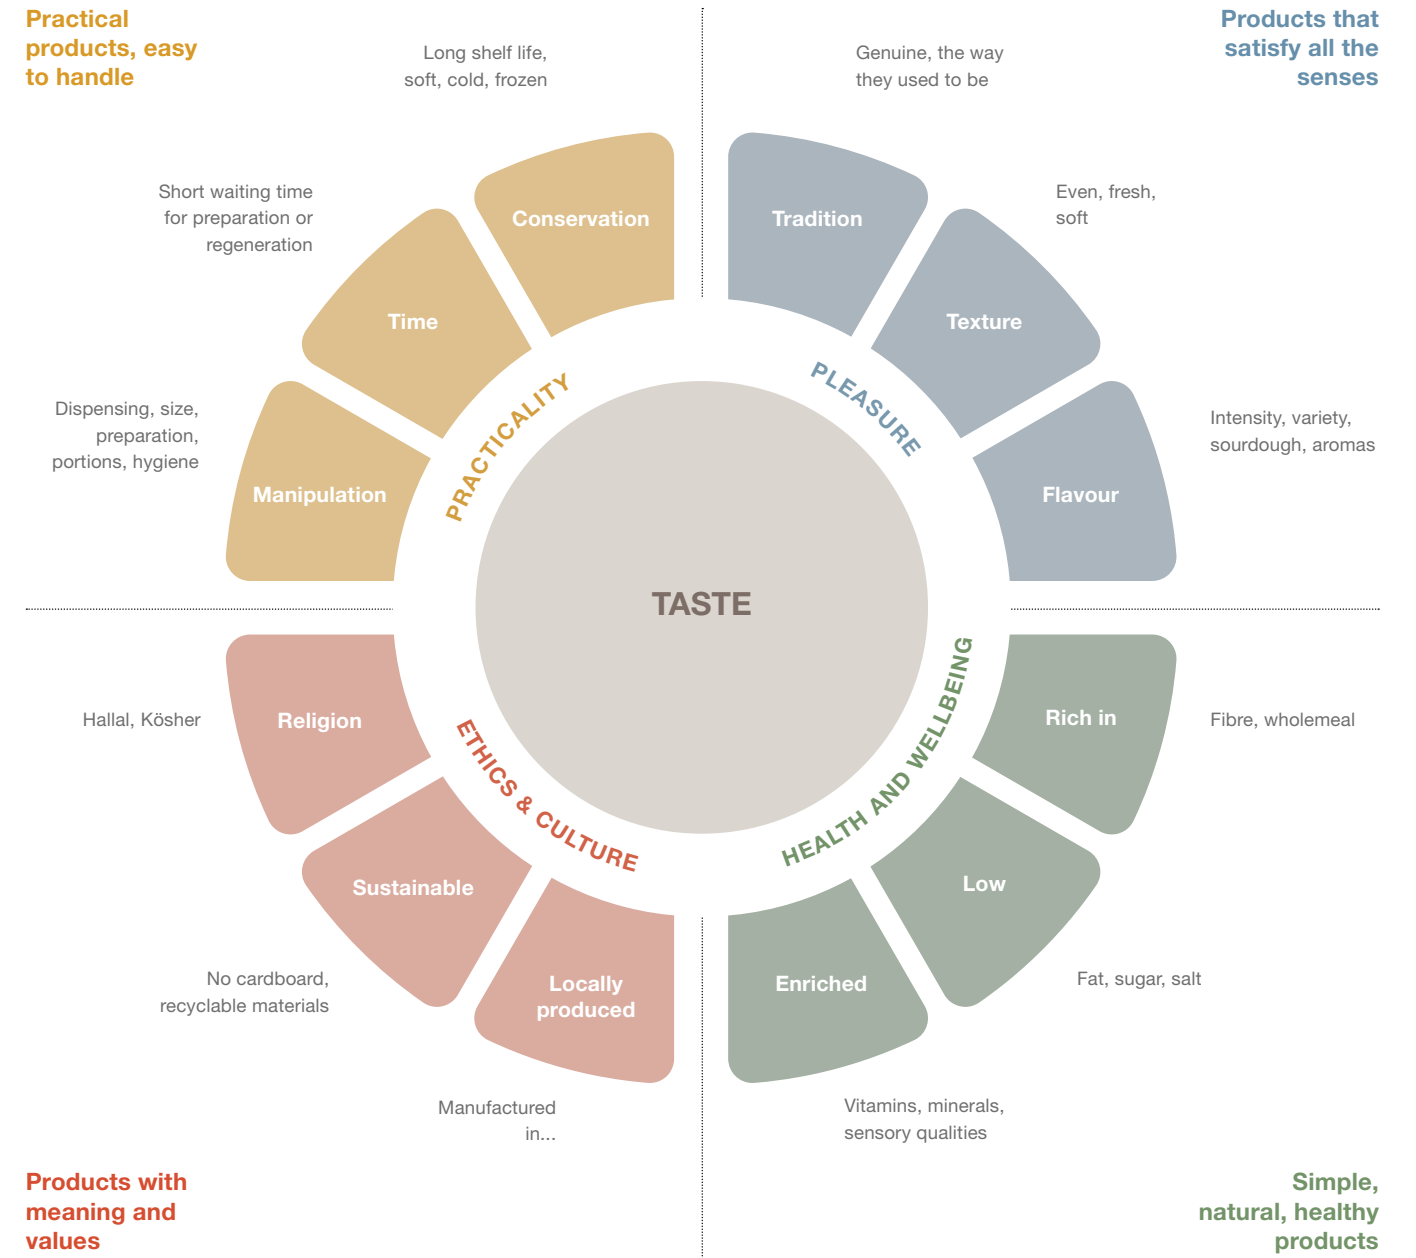 Practical
products, easy
to handle
Long shelf life,
soft, cold, frozen
Genuine, the way
they used to be
Products that
satisfy all the
senses
Short waiting time
for preparation or
regeneration
Conservation
Tradition
Even, fresh,
soft
Time
Texture
Dispensing, size,
preparation,
portions, hygiene
Manipulation
PRACTICALITY
PLEASURE
Flavour
Intensity, variety,
sourdough, aromas
TASTE
Hallal, Kösher
Religion
ETHICS & CULTURE
HEALTH AND WELLBEING
Rich in
Fibre, wholemeal
Sustainable
Low
No cardboard,
recyclable materials
Locally
produced
Enriched
Fat, sugar, salt
Manufactured
in...
Vitamins, minerals,
sensory qualities
Products with
meaning and
values
Simple,
natural, healthy
products